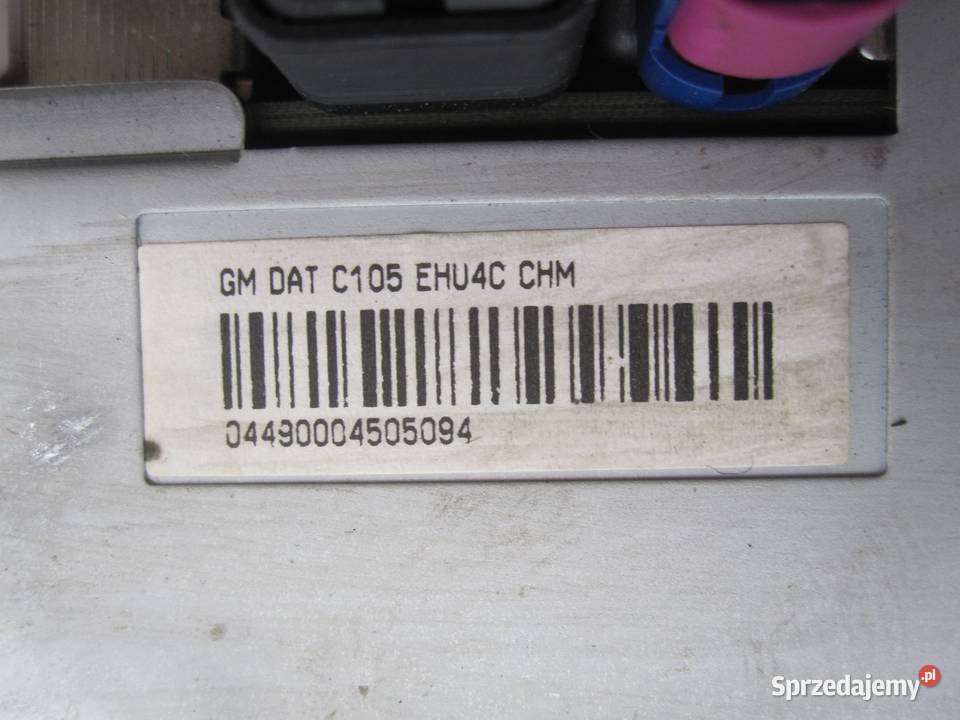 GM DAT C105 EHU4C CHM
04490004505094
Sprzedajemy.pl